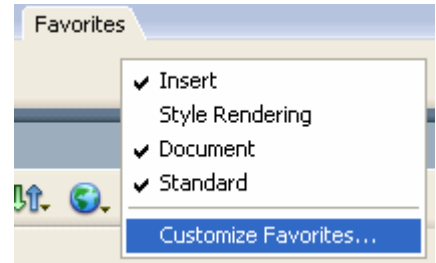 Favorites
Insert
Style Rendering
Document
Standard
Customize Favorites...